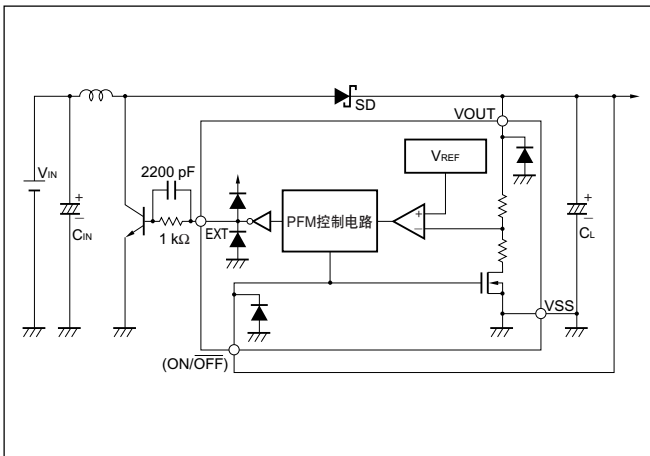 SD
VOUT
VREF
VIN
2200 pF
+
−
CIN
1 kΩ
EXT
PFM控制电路
+
−
+
−
CL
VSS
(ON/OFF)